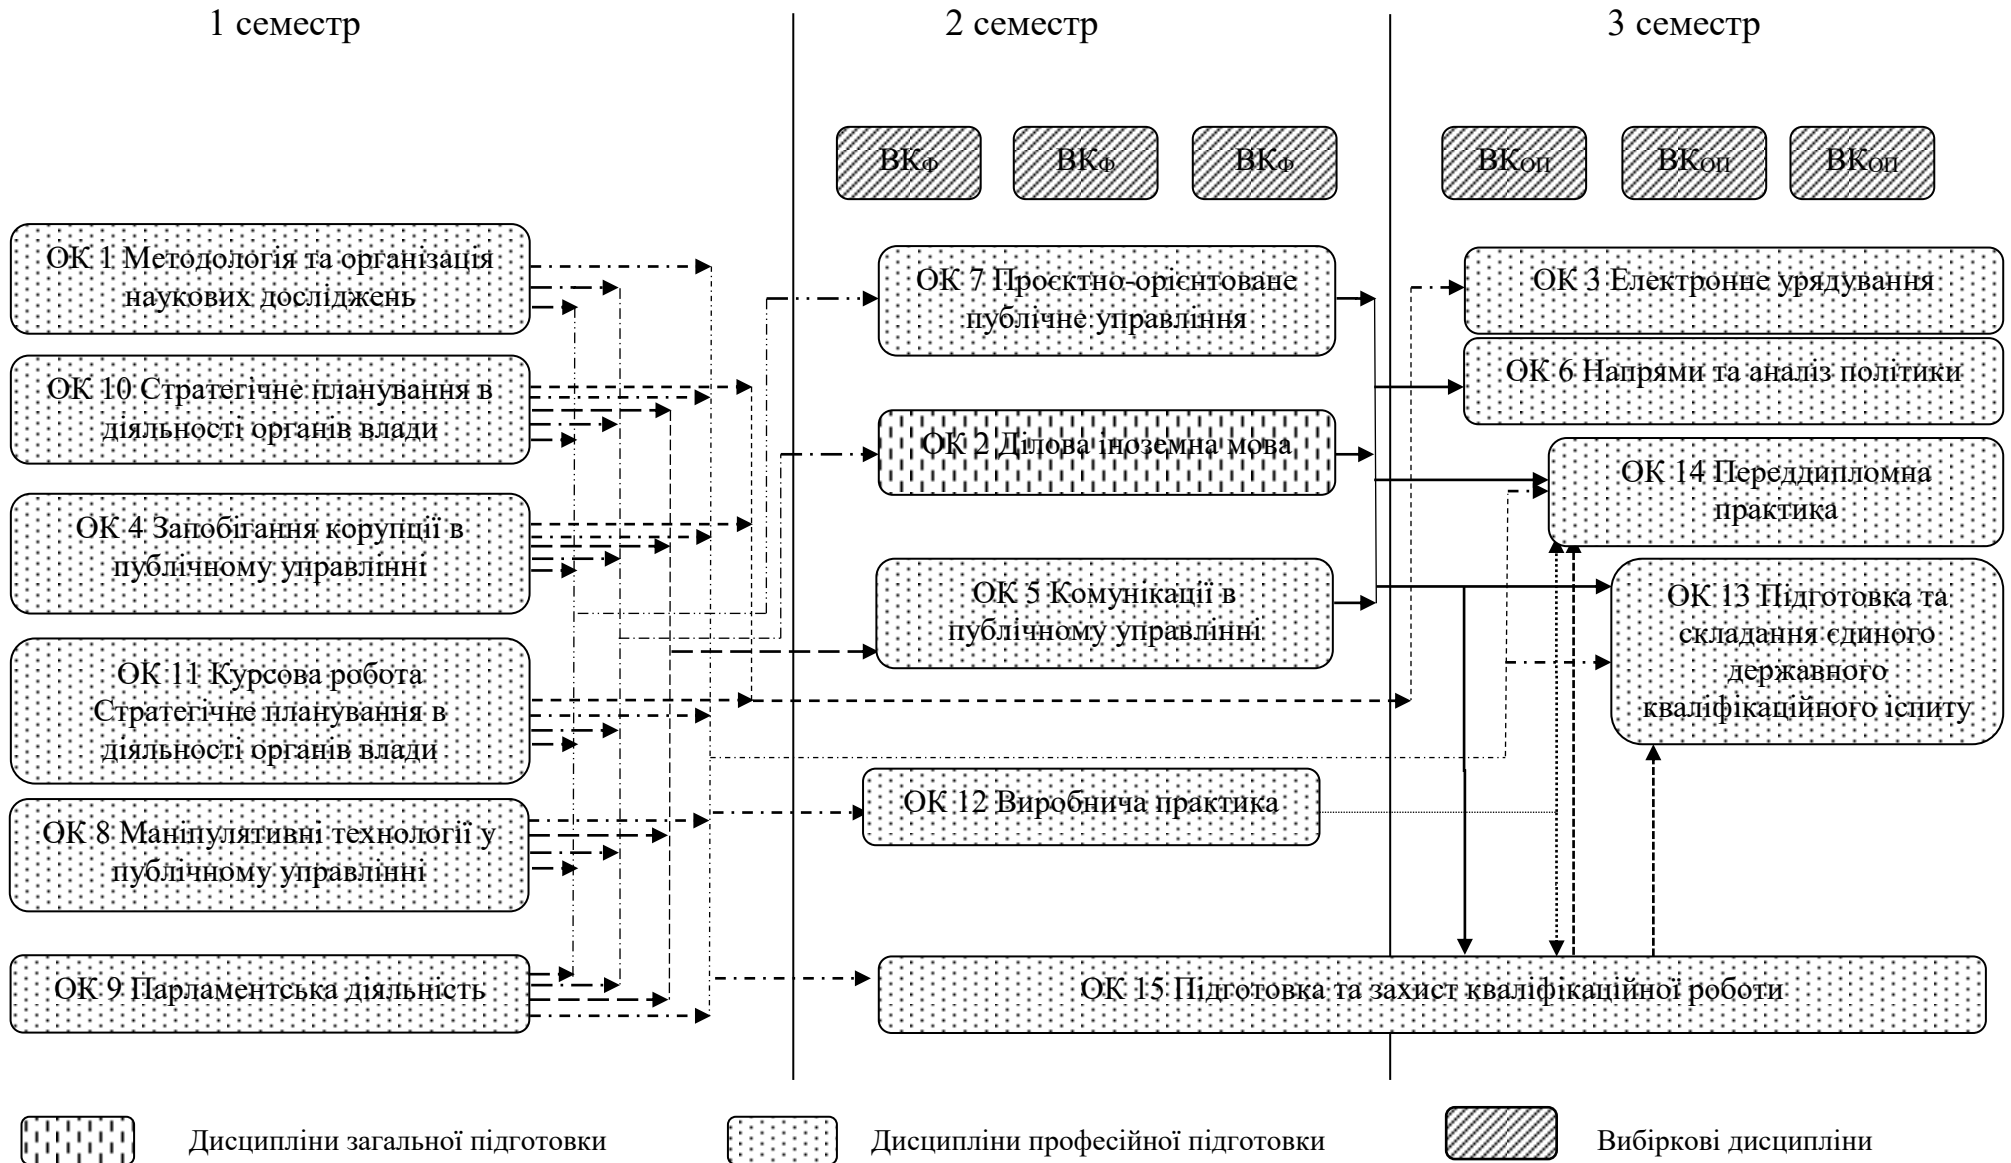 1 семестр
2 семестр
3 семестр
ВКФ
ВКФ
ВКФ
ВКОП
ВКОП
ВКОП
ОК 1 Методологія та організація
наукових досліджень
ОК 10 Стратегічне планування в
діяльності органів влади
ОК 4 Запобігання корупції в
публічному управлінні
ОК 11 Курсова робота
Стратегічне планування в
діяльності органів влади
ОК 8 Маніпулятивні технології у
публічному управлінні
ОК 9 Парламентська діяльність
ОК 7 Проєктно-орієнтоване
публічне управління
ОК 2 Ділова іноземна мова
ОК 5 Комунікації в
публічному управлінні
ОК 12 Виробнича практика
ОК 3 Електронне урядування
ОК 6 Напрями та аналіз політики
ОК 14 Переддипломна
практика
ОК 13 Підготовка та
складання єдиного
державного
кваліфікаційного іспиту
ОК 15 Підготовка та захист кваліфікаційної роботи
Дисципліни загальної підготовки
Дисципліни професійної підготовки
Вибіркові дисципліни